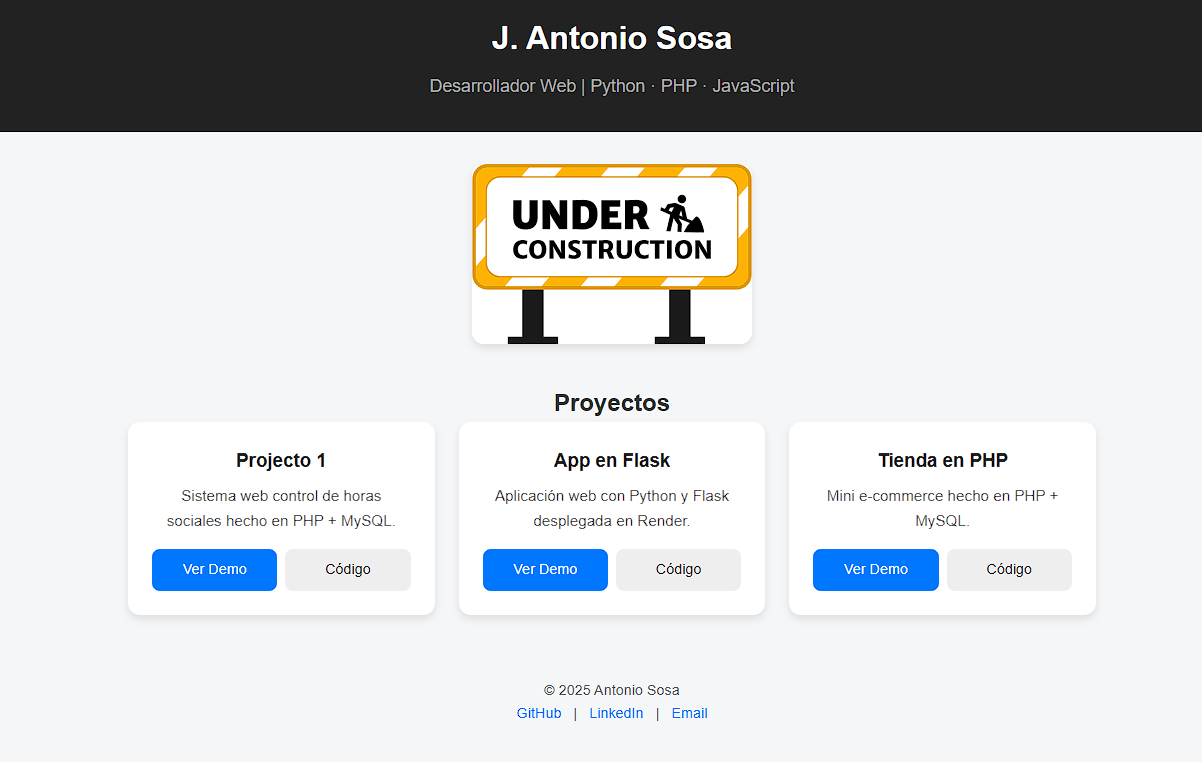 J. Antonio Sosa
Desarrollador Web | Python · PHP · JavaScript
UNDER
CONSTRUCTION
Proyectos
Projecto 1
Sistema web control de horas
sociales hecho en PHP + MySQL.
Ver Demo
Código
App en Flask
Aplicación web con Python y Flask
desplegada en Render.
Ver Demo
Código
Tienda en PHP
Mini e-commerce hecho en PHP +
MySQL.
Ver Demo
Código
© 2025 Antonio Sosa
GitHub | LinkedIn | Email